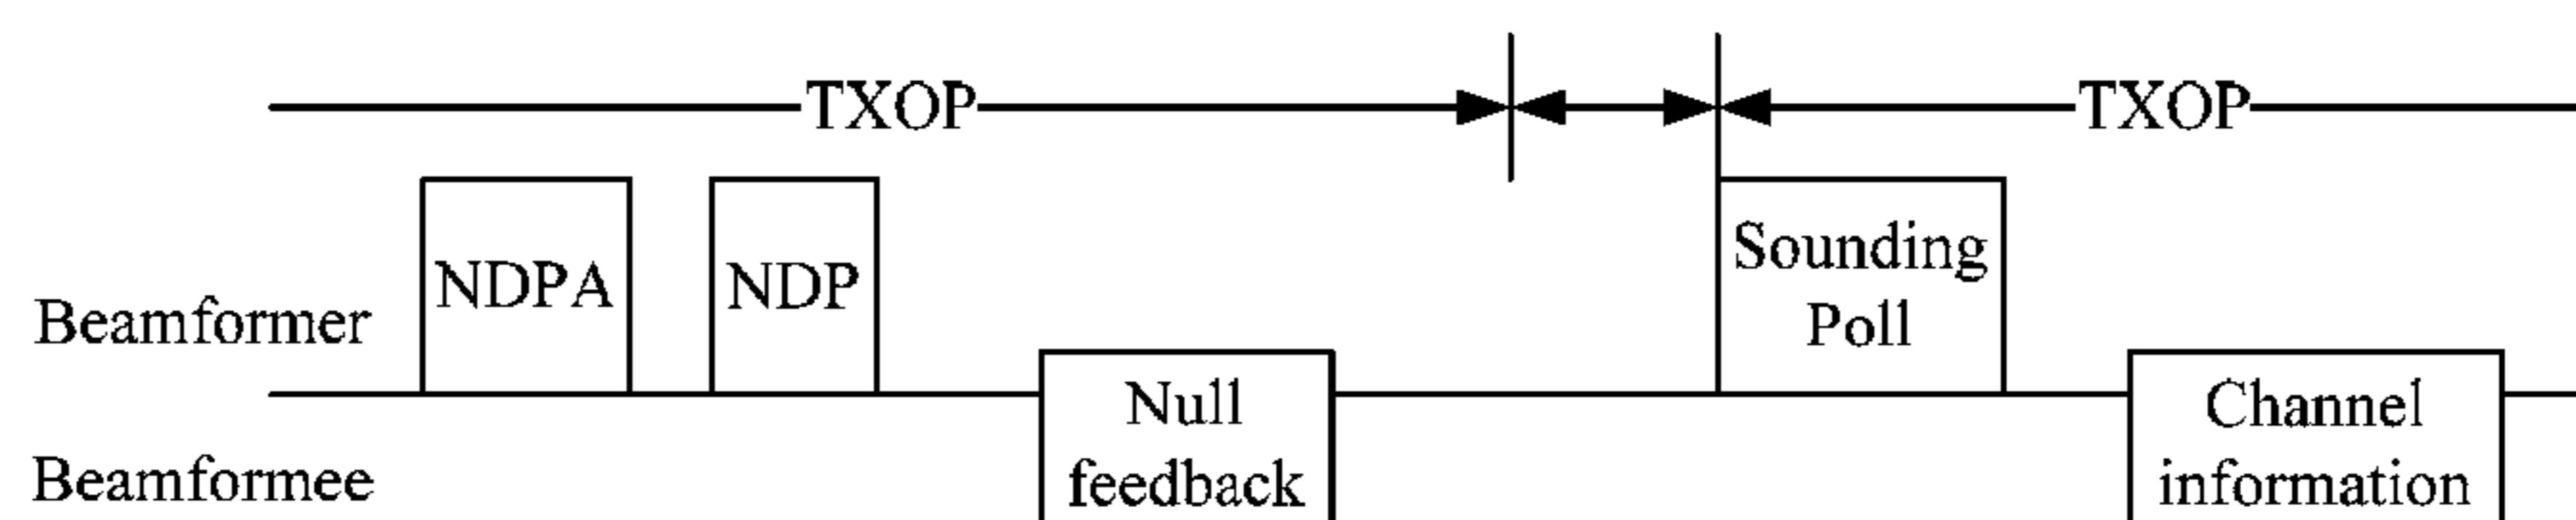 TXOP
TXOP
NDPA
NDP
Sounding
Poll
Beamformer
Null
feedback
Channel
information
Beamformee